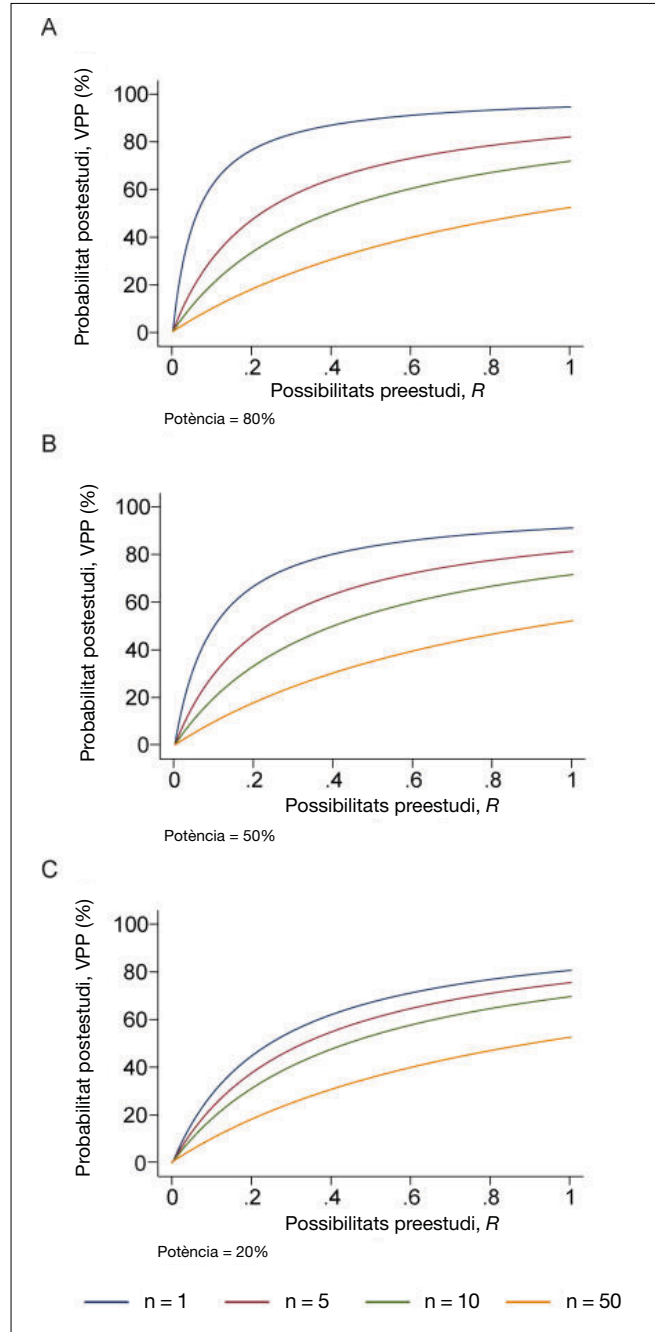 A
Probabilitat postestudi, VPP (%)
100
80
60
40
20
0
0 .2 .4 .6 .8 1
Possibilitats preestudi, R
Potència = 80%
B
Probabilitat postestudi, VPP (%)
100
80
60
40
20
0
0 .2 .4 .6 .8 1
Possibilitats preestudi, R
Potència = 50%
C
Probabilitat postestudi, VPP (%)
100
80
60
40
20
0
0 .2 .4 .6 .8 1
Possibilitats preestudi, R
Potència = 20%
n = 1 n = 5 n = 10 n = 50